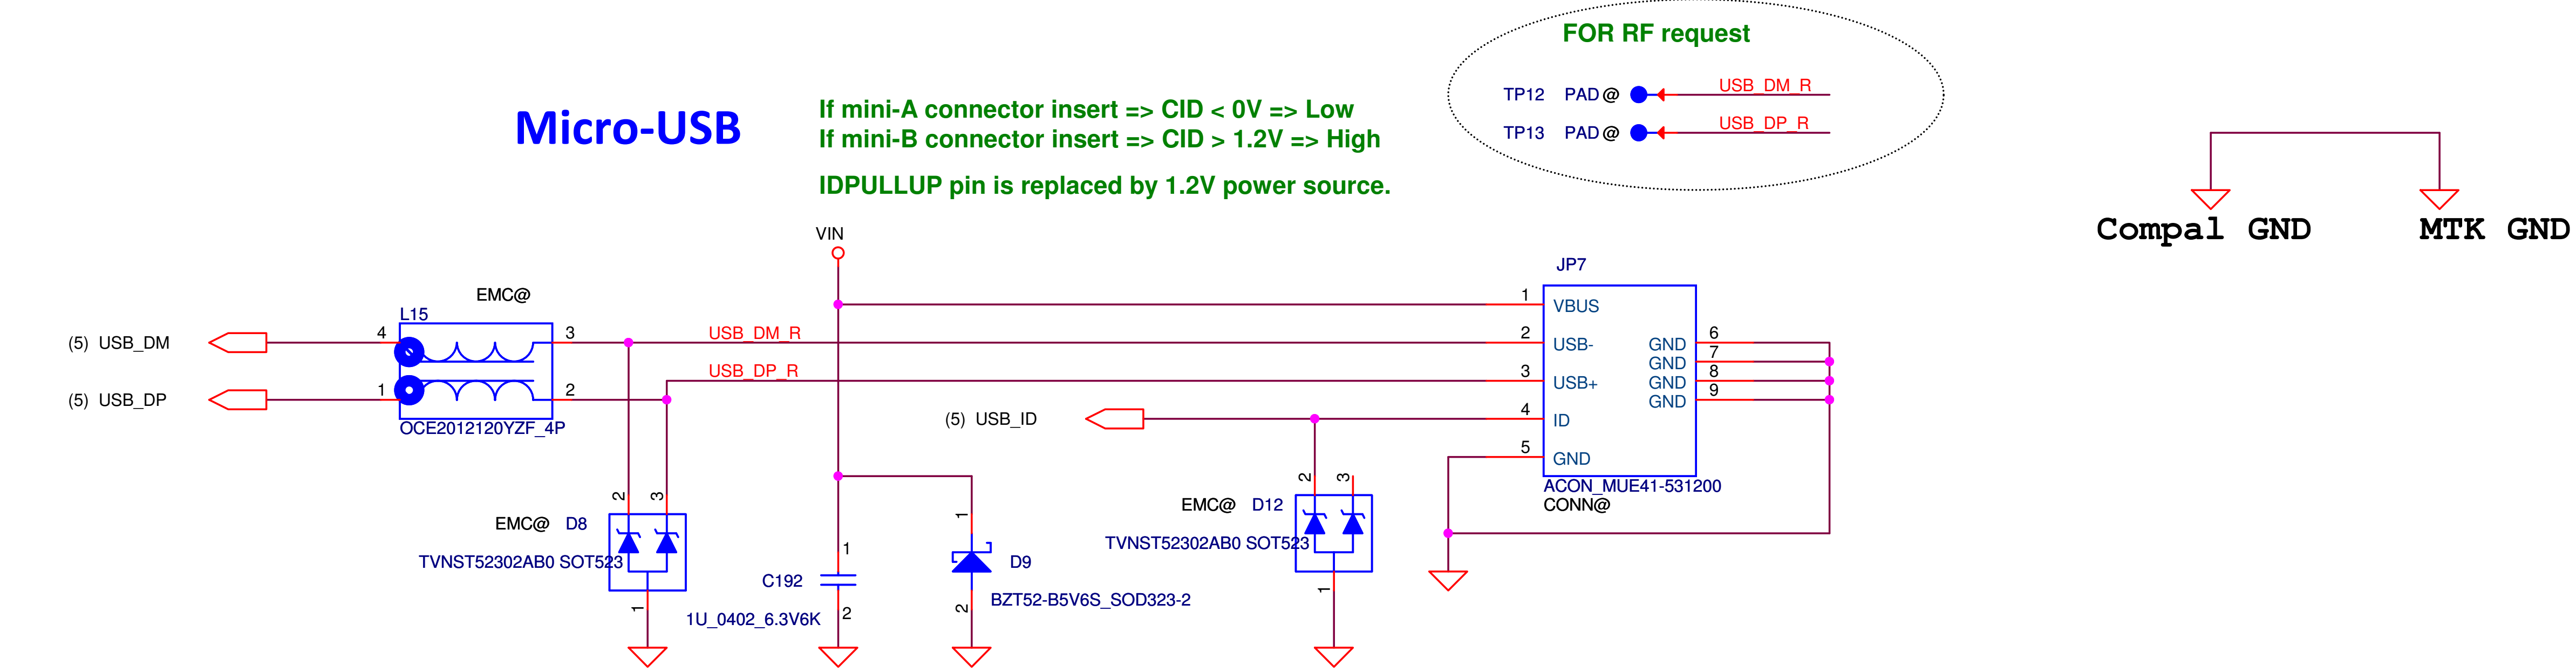 FOR RF request
TP12 PAD @ USB_DM_R
TP13 PAD @ USB_DP_R
Micro-USB
If mini-A connector insert => CID < 0V => Low
If mini-B connector insert => CID > 1.2V => High
IDPULLUP pin is replaced by 1.2V power source.
Compal GND
MTK GND
VIN
JP7
EMC@
L15
(5) USB_DM
4
3
USB_DM_R
(5) USB_DP
1
2
USB_DP_R
OCE2012120YZF_4P
1 VBUS
2 USB-
3 USB+
4 ID
5 GND
GND 6
GND 7
GND 8
GND 9
(5) USB_ID
ACON_MUE41-531200
CONN@
2
3
EMC@ D8
TVNST52302AB0 SOT523
1
1
C192
2
1U_0402_6.3V6K
1
D9
2
BZT52-B5V6S_SOD323-2
2
3
EMC@ D12
TVNST52302AB0 SOT523
1